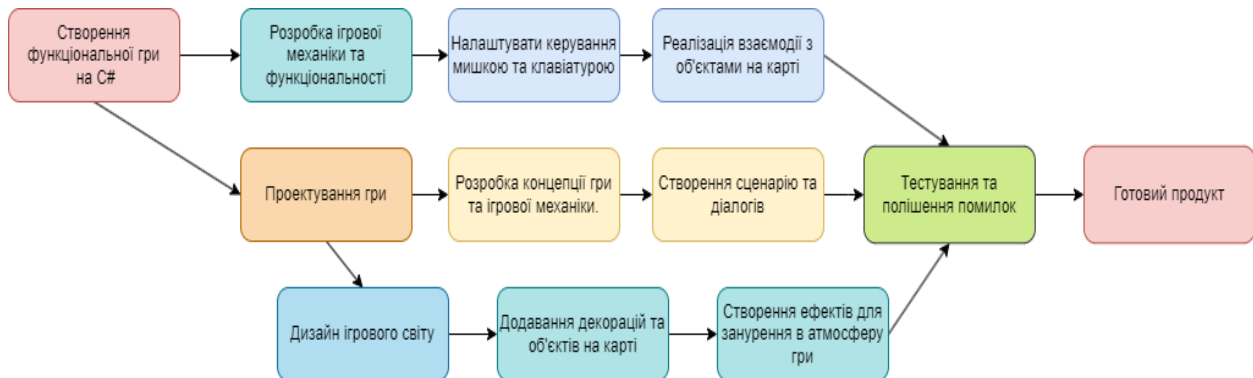 Створення
функціональної гри
на C#
Розробка ігрової
механіки та
функціональності
Налаштувати керування
мишкою та клавіатурою
Реалізація взаємодії з
об'єктами на карті
Проектування гри
Розробка концепції гри
та ігрової механіки.
Створення сценарію та
діалогів
Тестування та
полішення помилок
Готовий продукт
Дизайн ігрового світу
Додавання декорацій та
об'єктів на карті
Створення ефектів для
занурення в атмосферу
гри